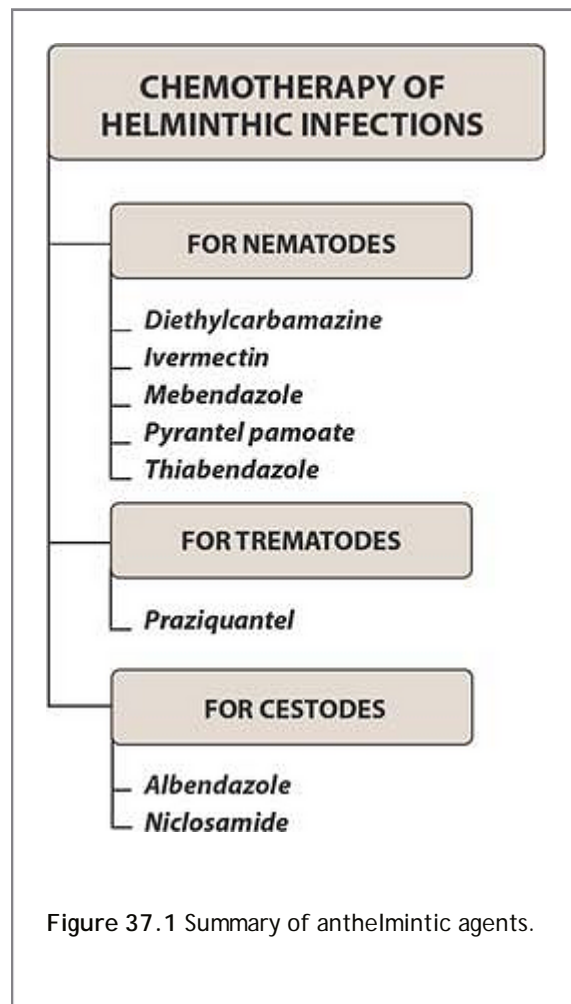 CHEMOTHERAPY OF
HELMINTHIC INFECTIONS
FOR NEMATODES
Diethylcarbamazine
Ivermectin
Mebendazole
Pyrantel pamoate
Thiabendazole
FOR TREMATODES
Praziquantel
FOR CESTODES
Albendazole
Niclosamide
Figure 37.1 Summary of anthelmintic agents.